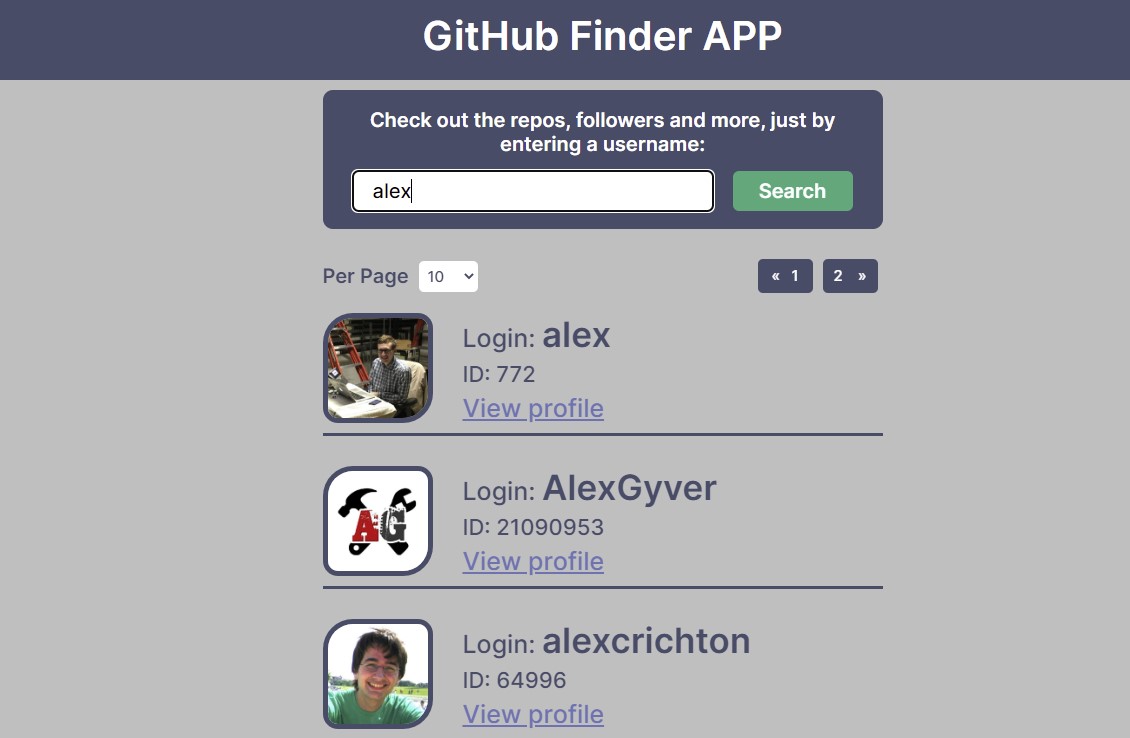 GitHub Finder APP
Check out the repos, followers and more, just by
entering a username:
alex
Search
Per Page 10
« 1
2 »
Login: alex
ID: 772
View profile
AG
Login: AlexGyver
ID: 21090953
View profile
Login: alexcrichton
ID: 64996
View profile